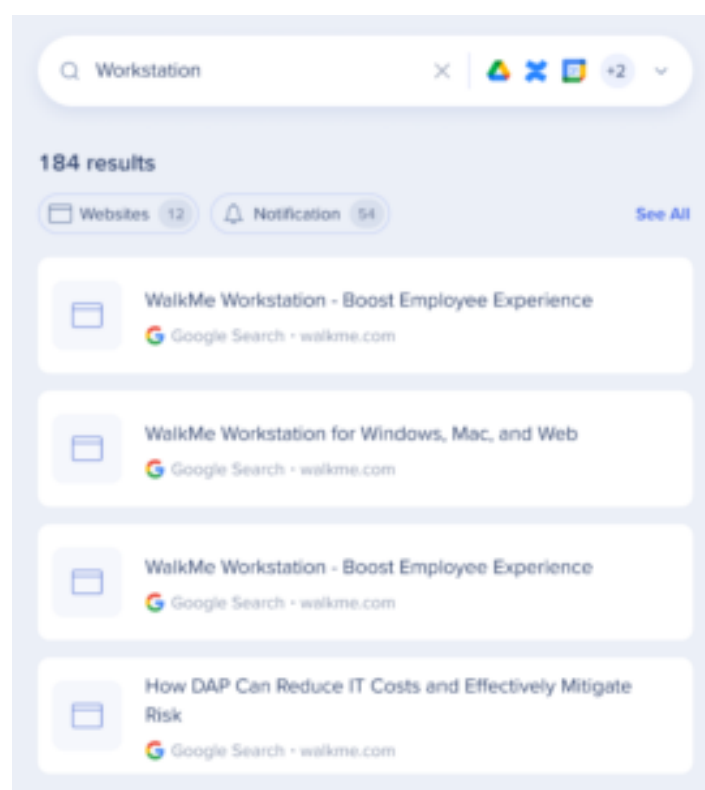 Workstation
+2
184 results
Websites 12 Notification 54 See All
WalkMe Workstation - Boost Employee Experience
Google Search • walkme.com
WalkMe Workstation for Windows, Mac, and Web
Google Search • walkme.com
WalkMe Workstation - Boost Employee Experience
Google Search • walkme.com
How DAP Can Reduce IT Costs and Effectively Mitigate
Risk
Google Search • walkme.com